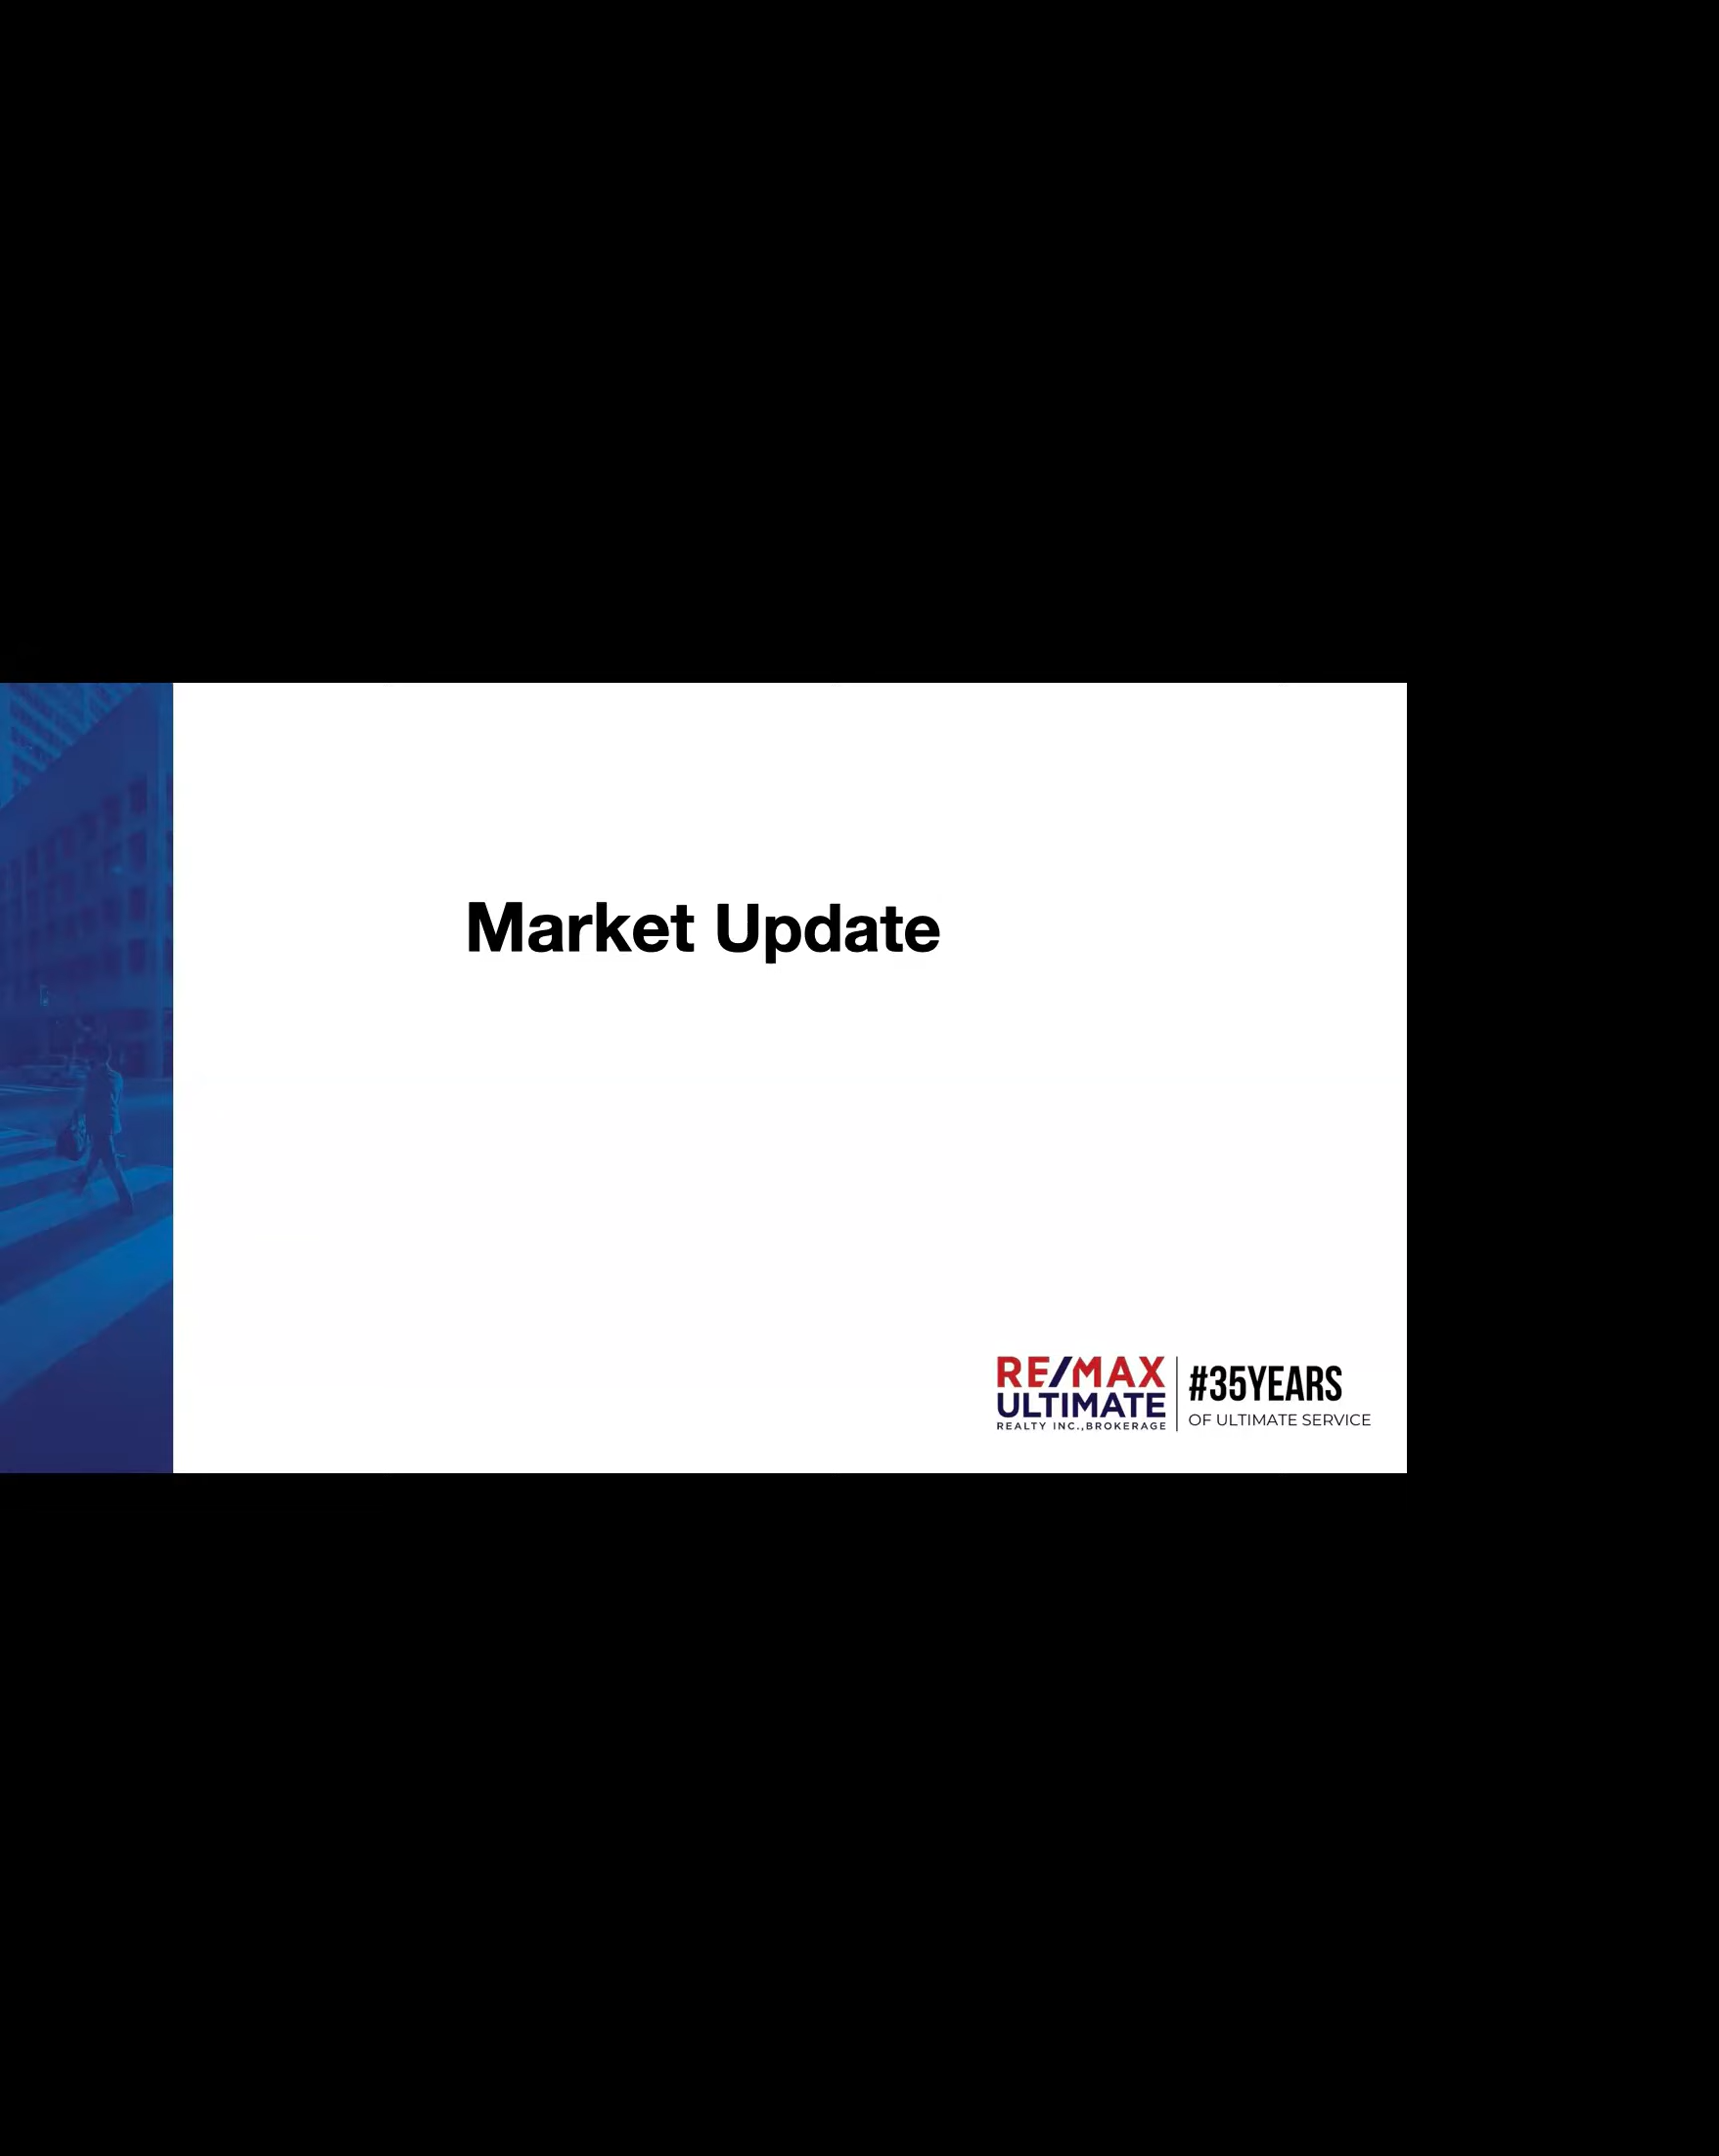 Market Update
RE/MAX
ULTIMATE
REALTY INC.,BROKERAGE
#35YEARS
OF ULTIMATE SERVICE